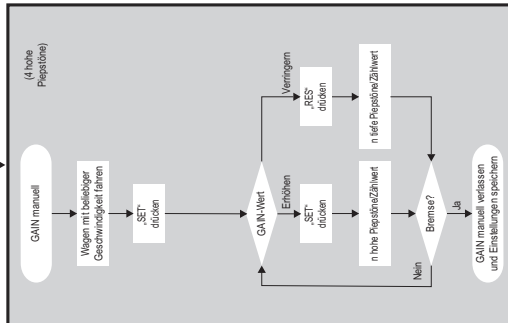 GAIN manuell
(4 hohe
Piepstöne)
Wagen mit beliebiger
Geschwindigkeit fahren
„SET“
drücken
GAIN-Wert
Erhöhen
Verringern
„SET“
drücken
„RES“
drücken
n hohe Piepstöne/Zählwert
n tiefe Piepstöne/Zählwert
Bremse?
Nein
Ja
GAIN manuell verlassen
und Einstellungen speichern